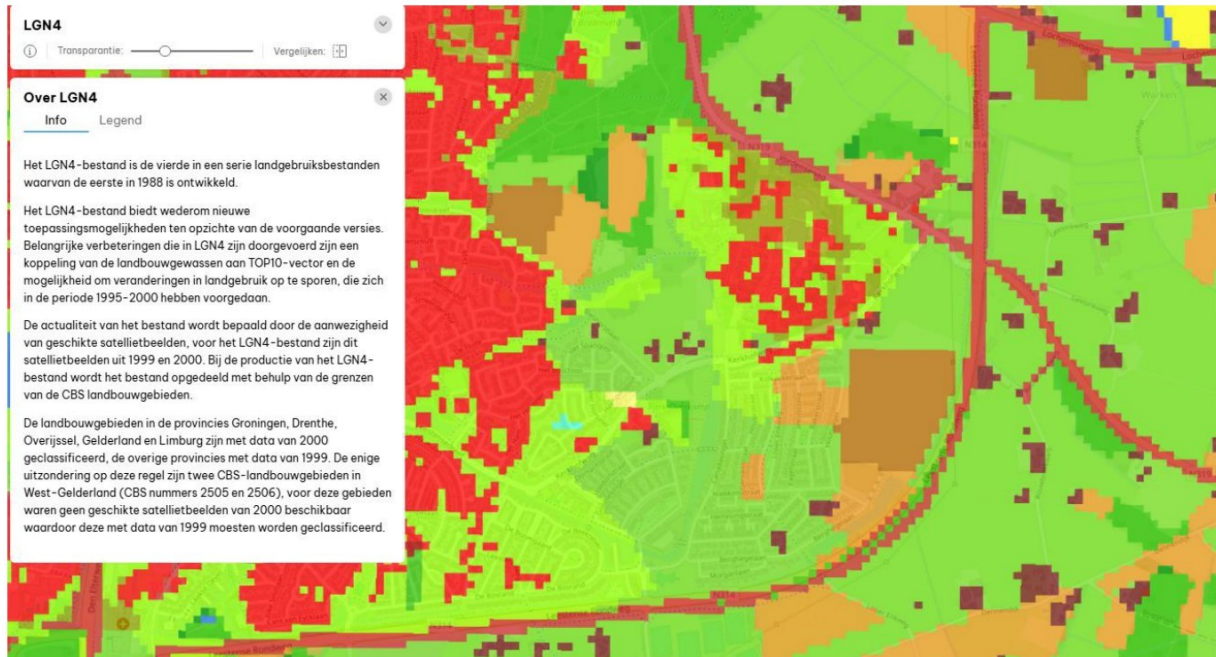 LGN4
Transparantie:
Vergelijken:
Over LGN4
Info
Legend
Het LGN4-bestand is de vierde in een serie landgebruiksbestanden
waarvan de eerste in 1988 is ontwikkeld.
Het LGN4-bestand biedt wederom nieuwe
toepassingsmogelijkheden ten opzichte van de voorgaande versies.
Belangrijke verbeteringen die in LGN4 zijn doorgevoerd zijn een
koppeling van de landbouwgewassen aan TOP10-vector en de
mogelijkheid om veranderingen in landgebruik op te sporen, die zich
in de periode 1995-2000 hebben voorgedaan.
De actualiteit van het bestand wordt bepaald door de aanwezigheid
van geschikte satellietbeelden, voor het LGN4-bestand zijn dit
satellietbeelden uit 1999 en 2000. Bij de productie van het LGN4-
bestand wordt het bestand opgedeeld met behulp van de grenzen
van de CBS landbouwgebieden.
De landbouwgebieden in de provincies Groningen, Drenthe,
Overijssel, Gelderland en Limburg zijn met data van 2000
geclassificeerd, de overige provincies met data van 1999. De enige
uitzondering op deze regel zijn twee CBS-landbouwgebieden in
West-Gelderland (CBS nummers 2505 en 2506), voor deze gebieden
waren geen geschikte satellietbeelden van 2000 beschikbaar
waardoor deze met data van 1999 moesten worden geclassificeerd.
Warken
N319
N314
N319
N314